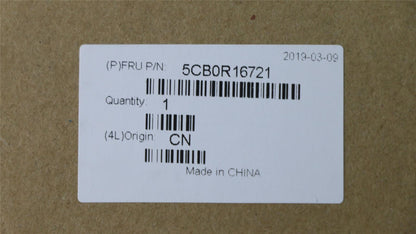 2019-03-09
(P)FRU P/N: 5CB0R16721
Quantity: 1
(4L)Origin: CN
Made in CHINA